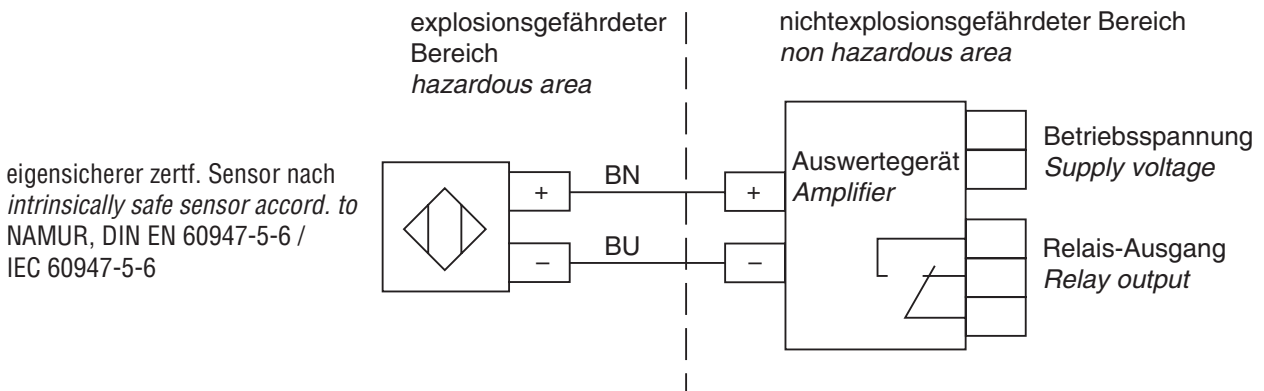 explosionsgefährdeter
Bereich
hazardous area
nichtexplosionsgefährdeter Bereich
non hazardous area
eigensicherer zertf. Sensor nach
intrinsically safe sensor accord. to
NAMUR, DIN EN 60947-5-6 /
IEC 60947-5-6
+
–
BN
BU
+
–
Auswertegerät
Amplifier
Betriebsspannung
Supply voltage
Relais-Ausgang
Relay output